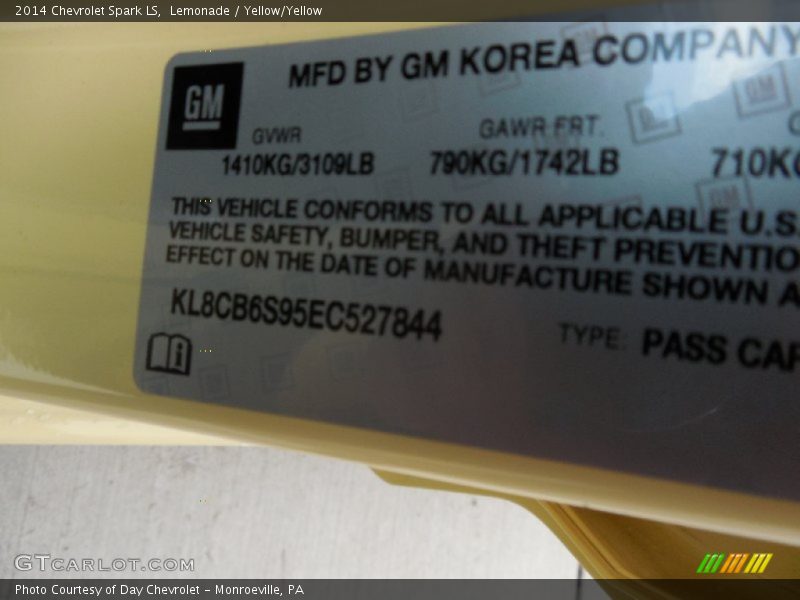 2014 Chevrolet Spark LS, Lemonade / Yellow/Yellow
MFD BY GM KOREA COMPANY
GM
GVWR GAWR FRT.
1410KG/3109LB 790KG/1742LB 710KG
THIS VEHICLE CONFORMS TO ALL APPLICABLE U.S.
VEHICLE SAFETY, BUMPER, AND THEFT PREVENTIO
EFFECT ON THE DATE OF MANUFACTURE SHOWN A
KL8CB6S95EC527844
TYPE: PASS CAR
GTCARLOT.COM
Photo Courtesy of Day Chevrolet - Monroeville, PA